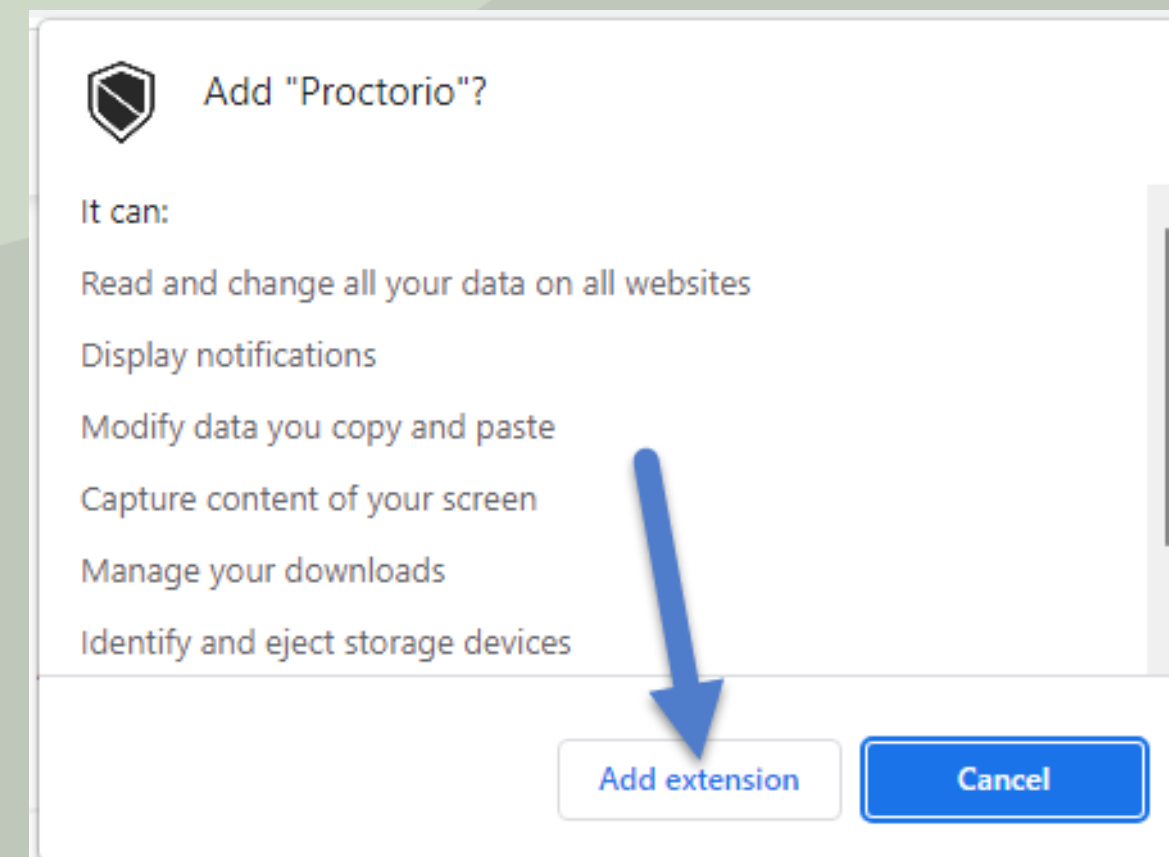 Add "Proctorio"?
It can:
Read and change all your data on all websites
Display notifications
Modify data you copy and paste
Capture content of your screen
Manage your downloads
Identify and eject storage devices
Add extension
Cancel